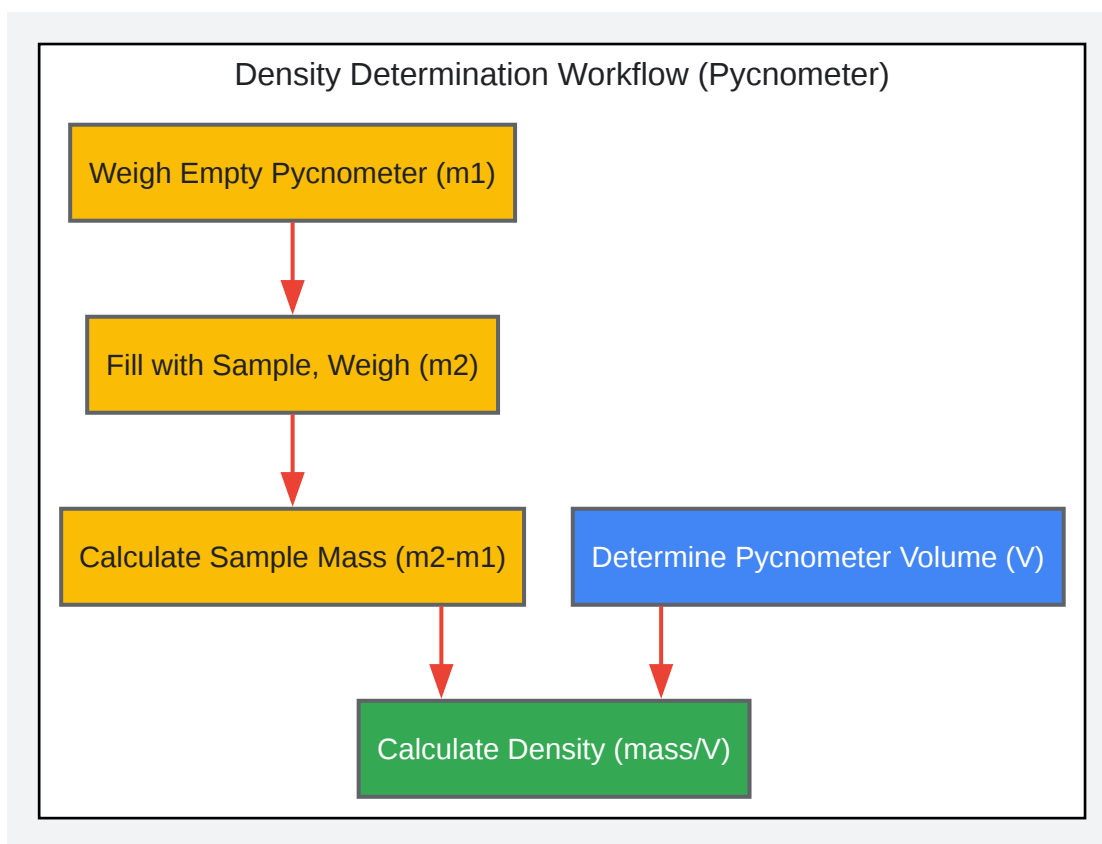 Density Determination Workflow (Pycnometer)
Weigh Empty Pycnometer (m1)
Fill with Sample, Weigh (m2)
Calculate Sample Mass (m2-m1)
Determine Pycnometer Volume (V)
Calculate Density (mass/V)